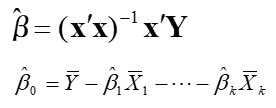 β̂ = (x′x)⁻¹ x′Y
β̂₀ = Y̅ − β̂₁X̅₁ − ⋯ − β̂ₖX̅ₖ